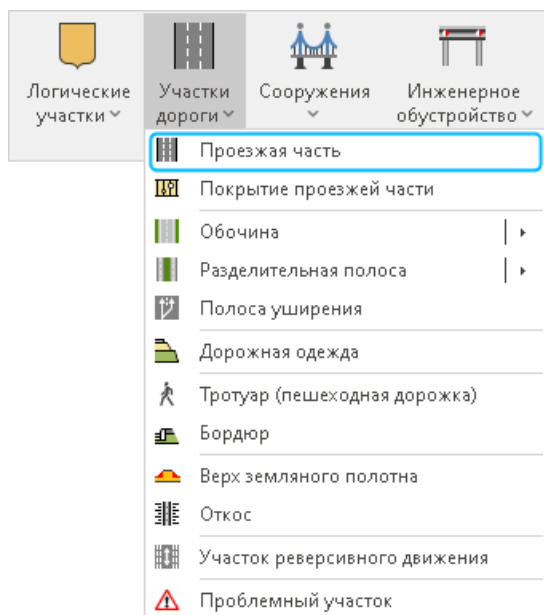 Логические участки
Участки дороги
Сооружения
Инженерное обустройство
Проезжая часть
Покрытие проезжей части
Обочина
Разделительная полоса
Полоса уширения
Дорожная одежда
Тротуар (пешеходная дорожка)
Бордюр
Верх земляного полотна
Откос
Участок реверсивного движения
Проблемный участок